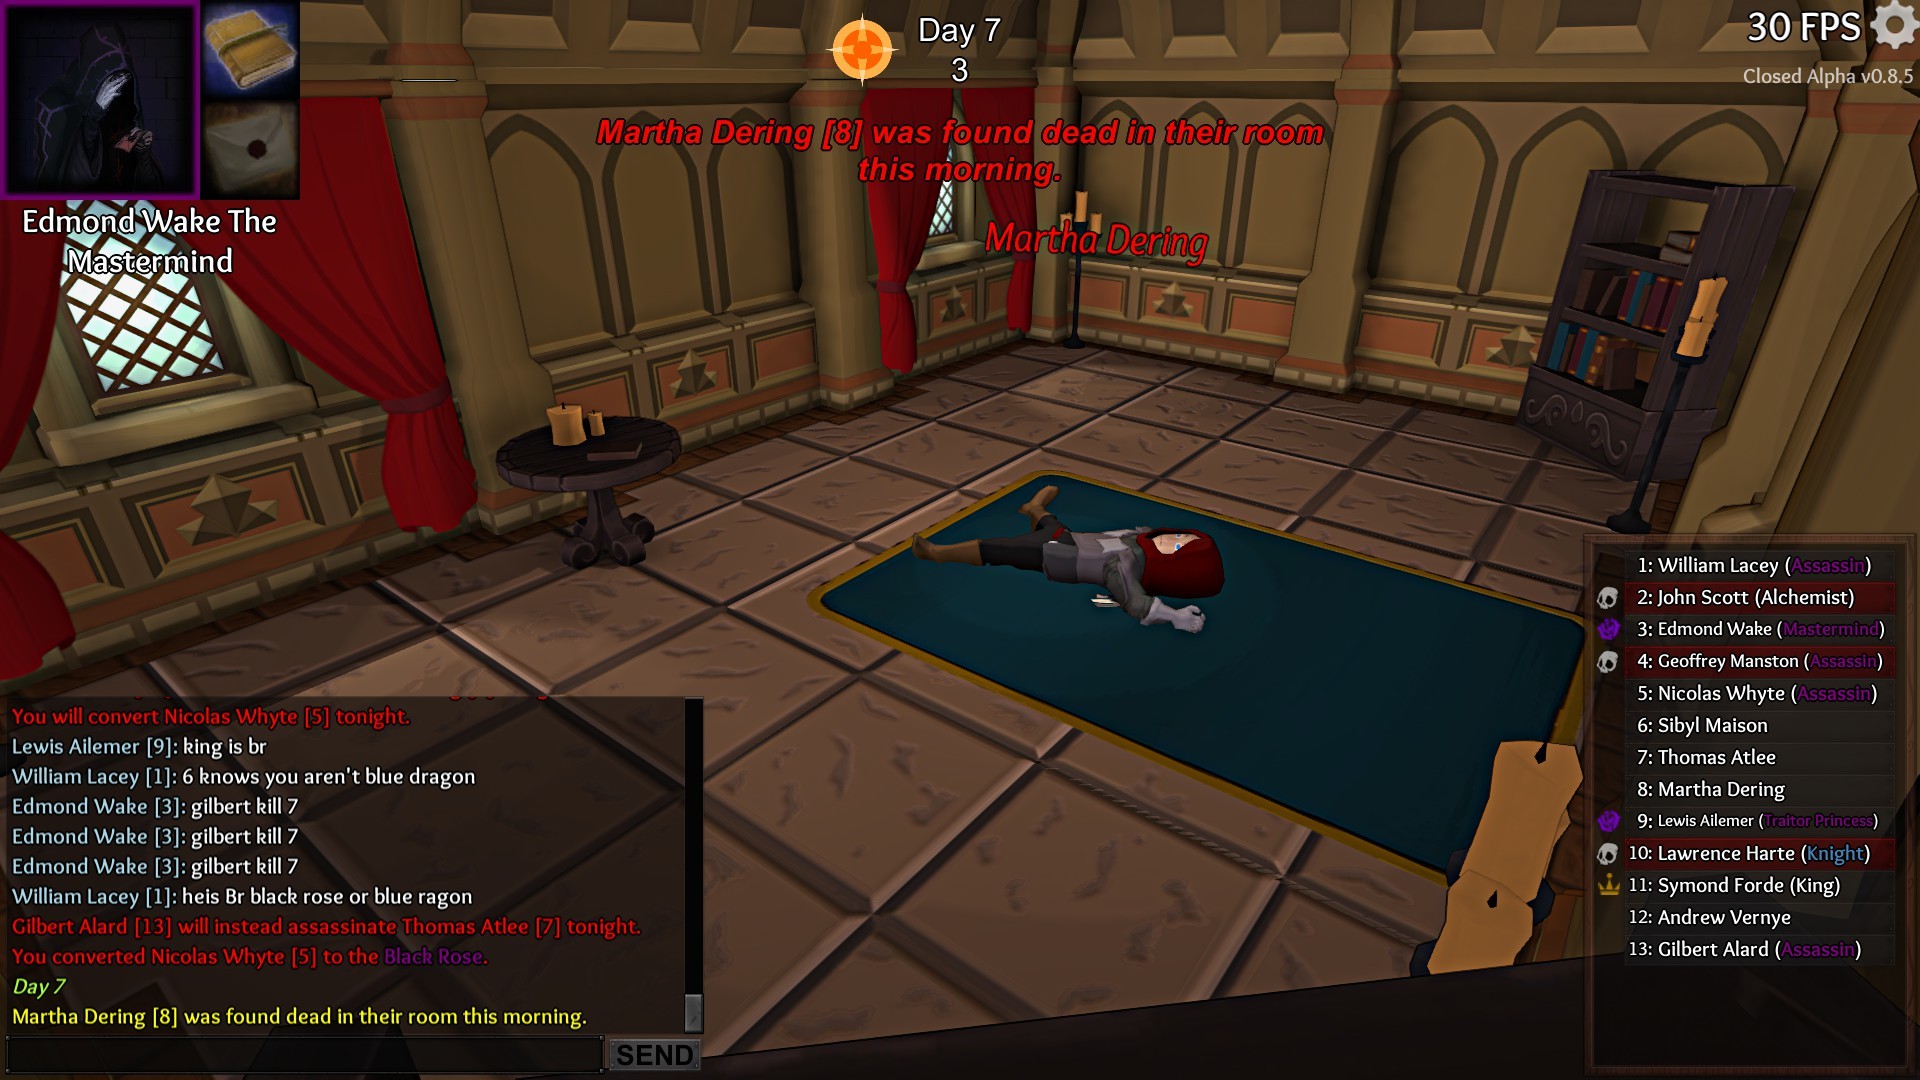 Day 7
3
30 FPS
Closed Alpha v0.8.5
Martha Dering [8] was found dead in their room
this morning.
Martha Dering
Edmond Wake The
Mastermind
You will convert Nicolas Whyte [5] tonight.
Lewis Ailemer [9]: king is br
William Lacey [1]: 6 knows you aren't blue dragon
Edmond Wake [3]: gilbert kill 7
Edmond Wake [3]: gilbert kill 7
Edmond Wake [3]: gilbert kill 7
William Lacey [1]: heis Br black rose or blue ragon
Gilbert Alard [13] will instead assassinate Thomas Atlee [7] tonight.
You converted Nicolas Whyte [5] to the Black Rose.
Day 7
Martha Dering [8] was found dead in their room this morning.
SEND
1: William Lacey (Assassin)
2: John Scott (Alchemist)
3: Edmond Wake (Mastermind)
4: Geoffrey Manston (Assassin)
5: Nicolas Whyte (Assassin)
6: Sibyl Maison
7: Thomas Atlee
8: Martha Dering
9: Lewis Ailemer (Traitor Princess)
10: Lawrence Harte (Knight)
11: Symond Forde (King)
12: Andrew Vernye
13: Gilbert Alard (Assassin)